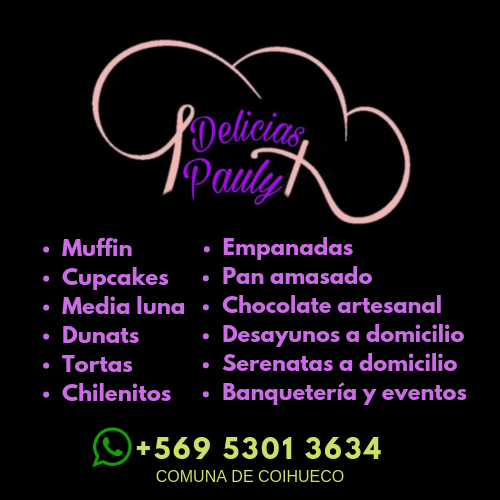 Delicias
Pauly
• Muffin
• Cupcakes
• Media luna
• Dunats
• Tortas
• Chilenitos
• Empanadas
• Pan amasado
• Chocolate artesanal
• Desayunos a domicilio
• Serenatas a domicilio
• Banquetería y eventos
+569 5301 3634
COMUNA DE COIHUECO